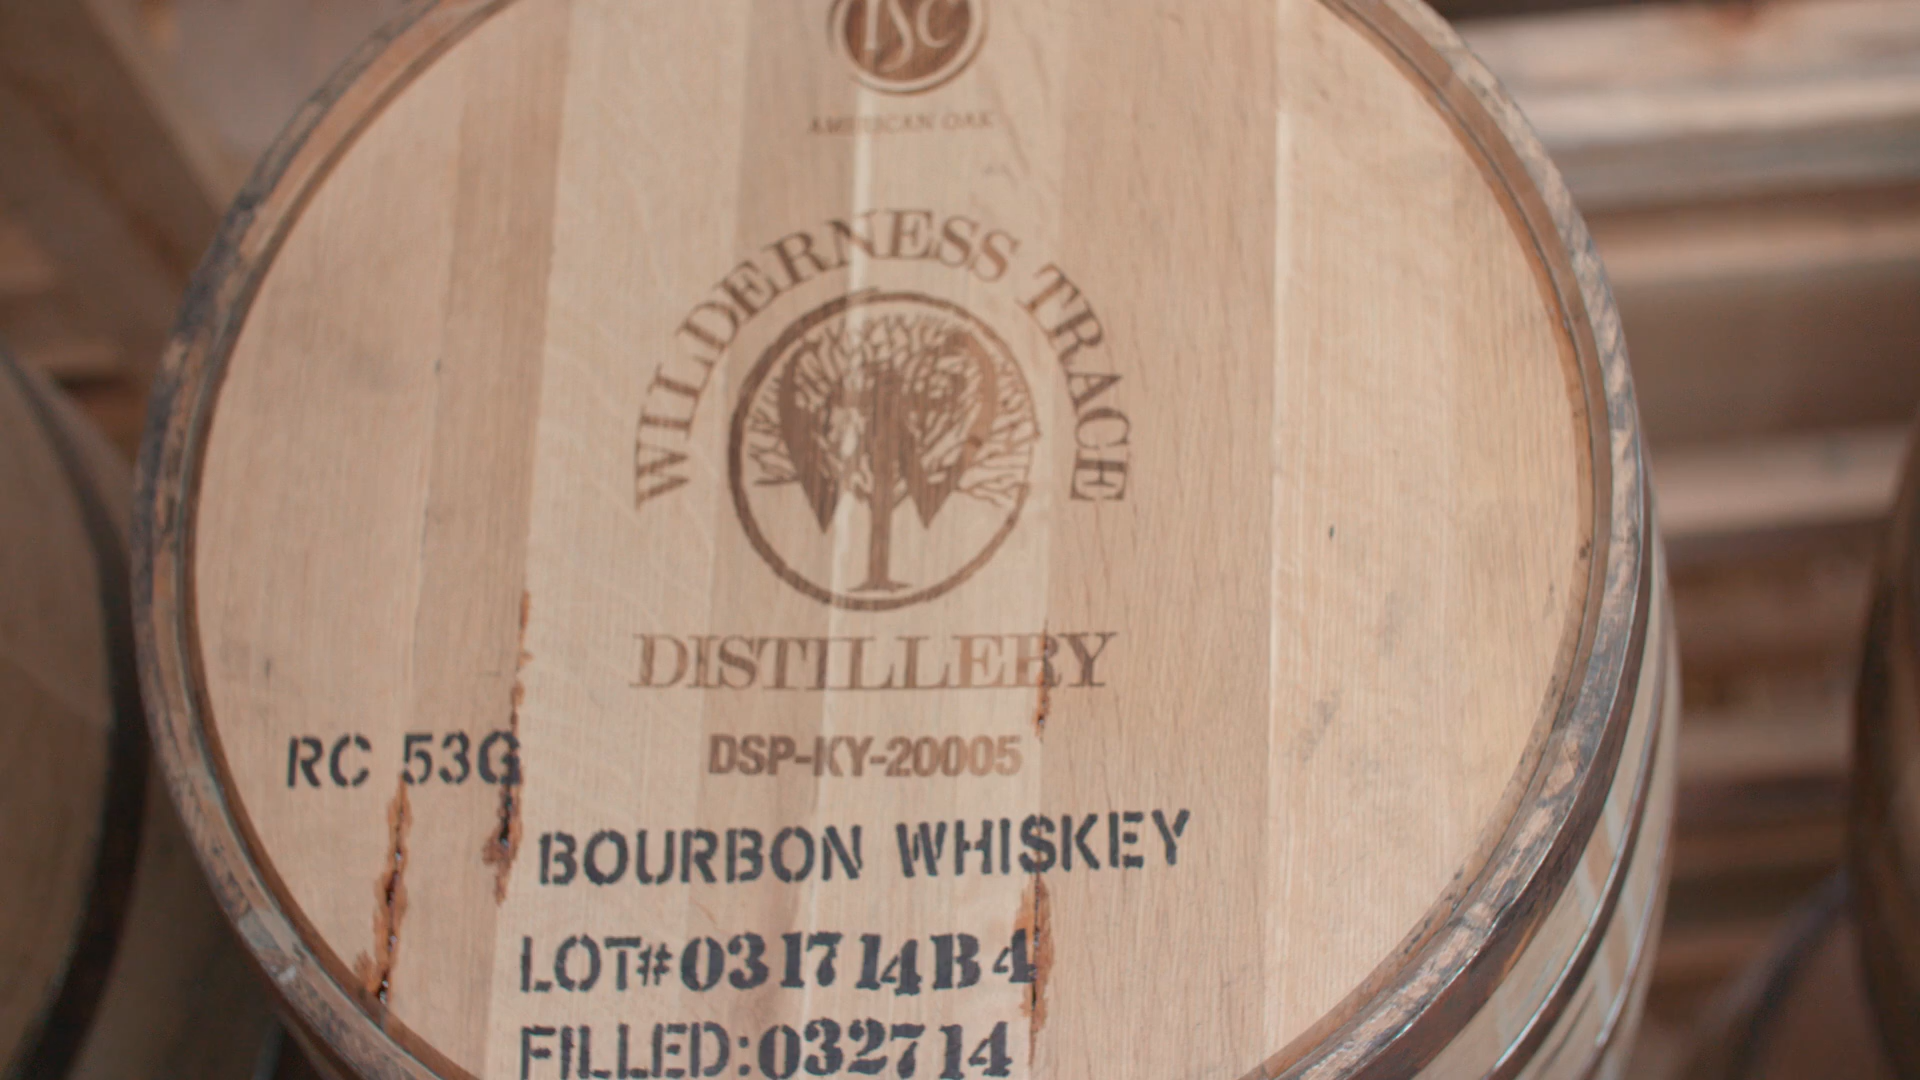 ISC
AMERICAN OAK
WILDERNESS TRACE
DISTILLERY
RC 53G
DSP-KY-20005
BOURBON WHISKEY
LOT#031714B4
FILLED:032714